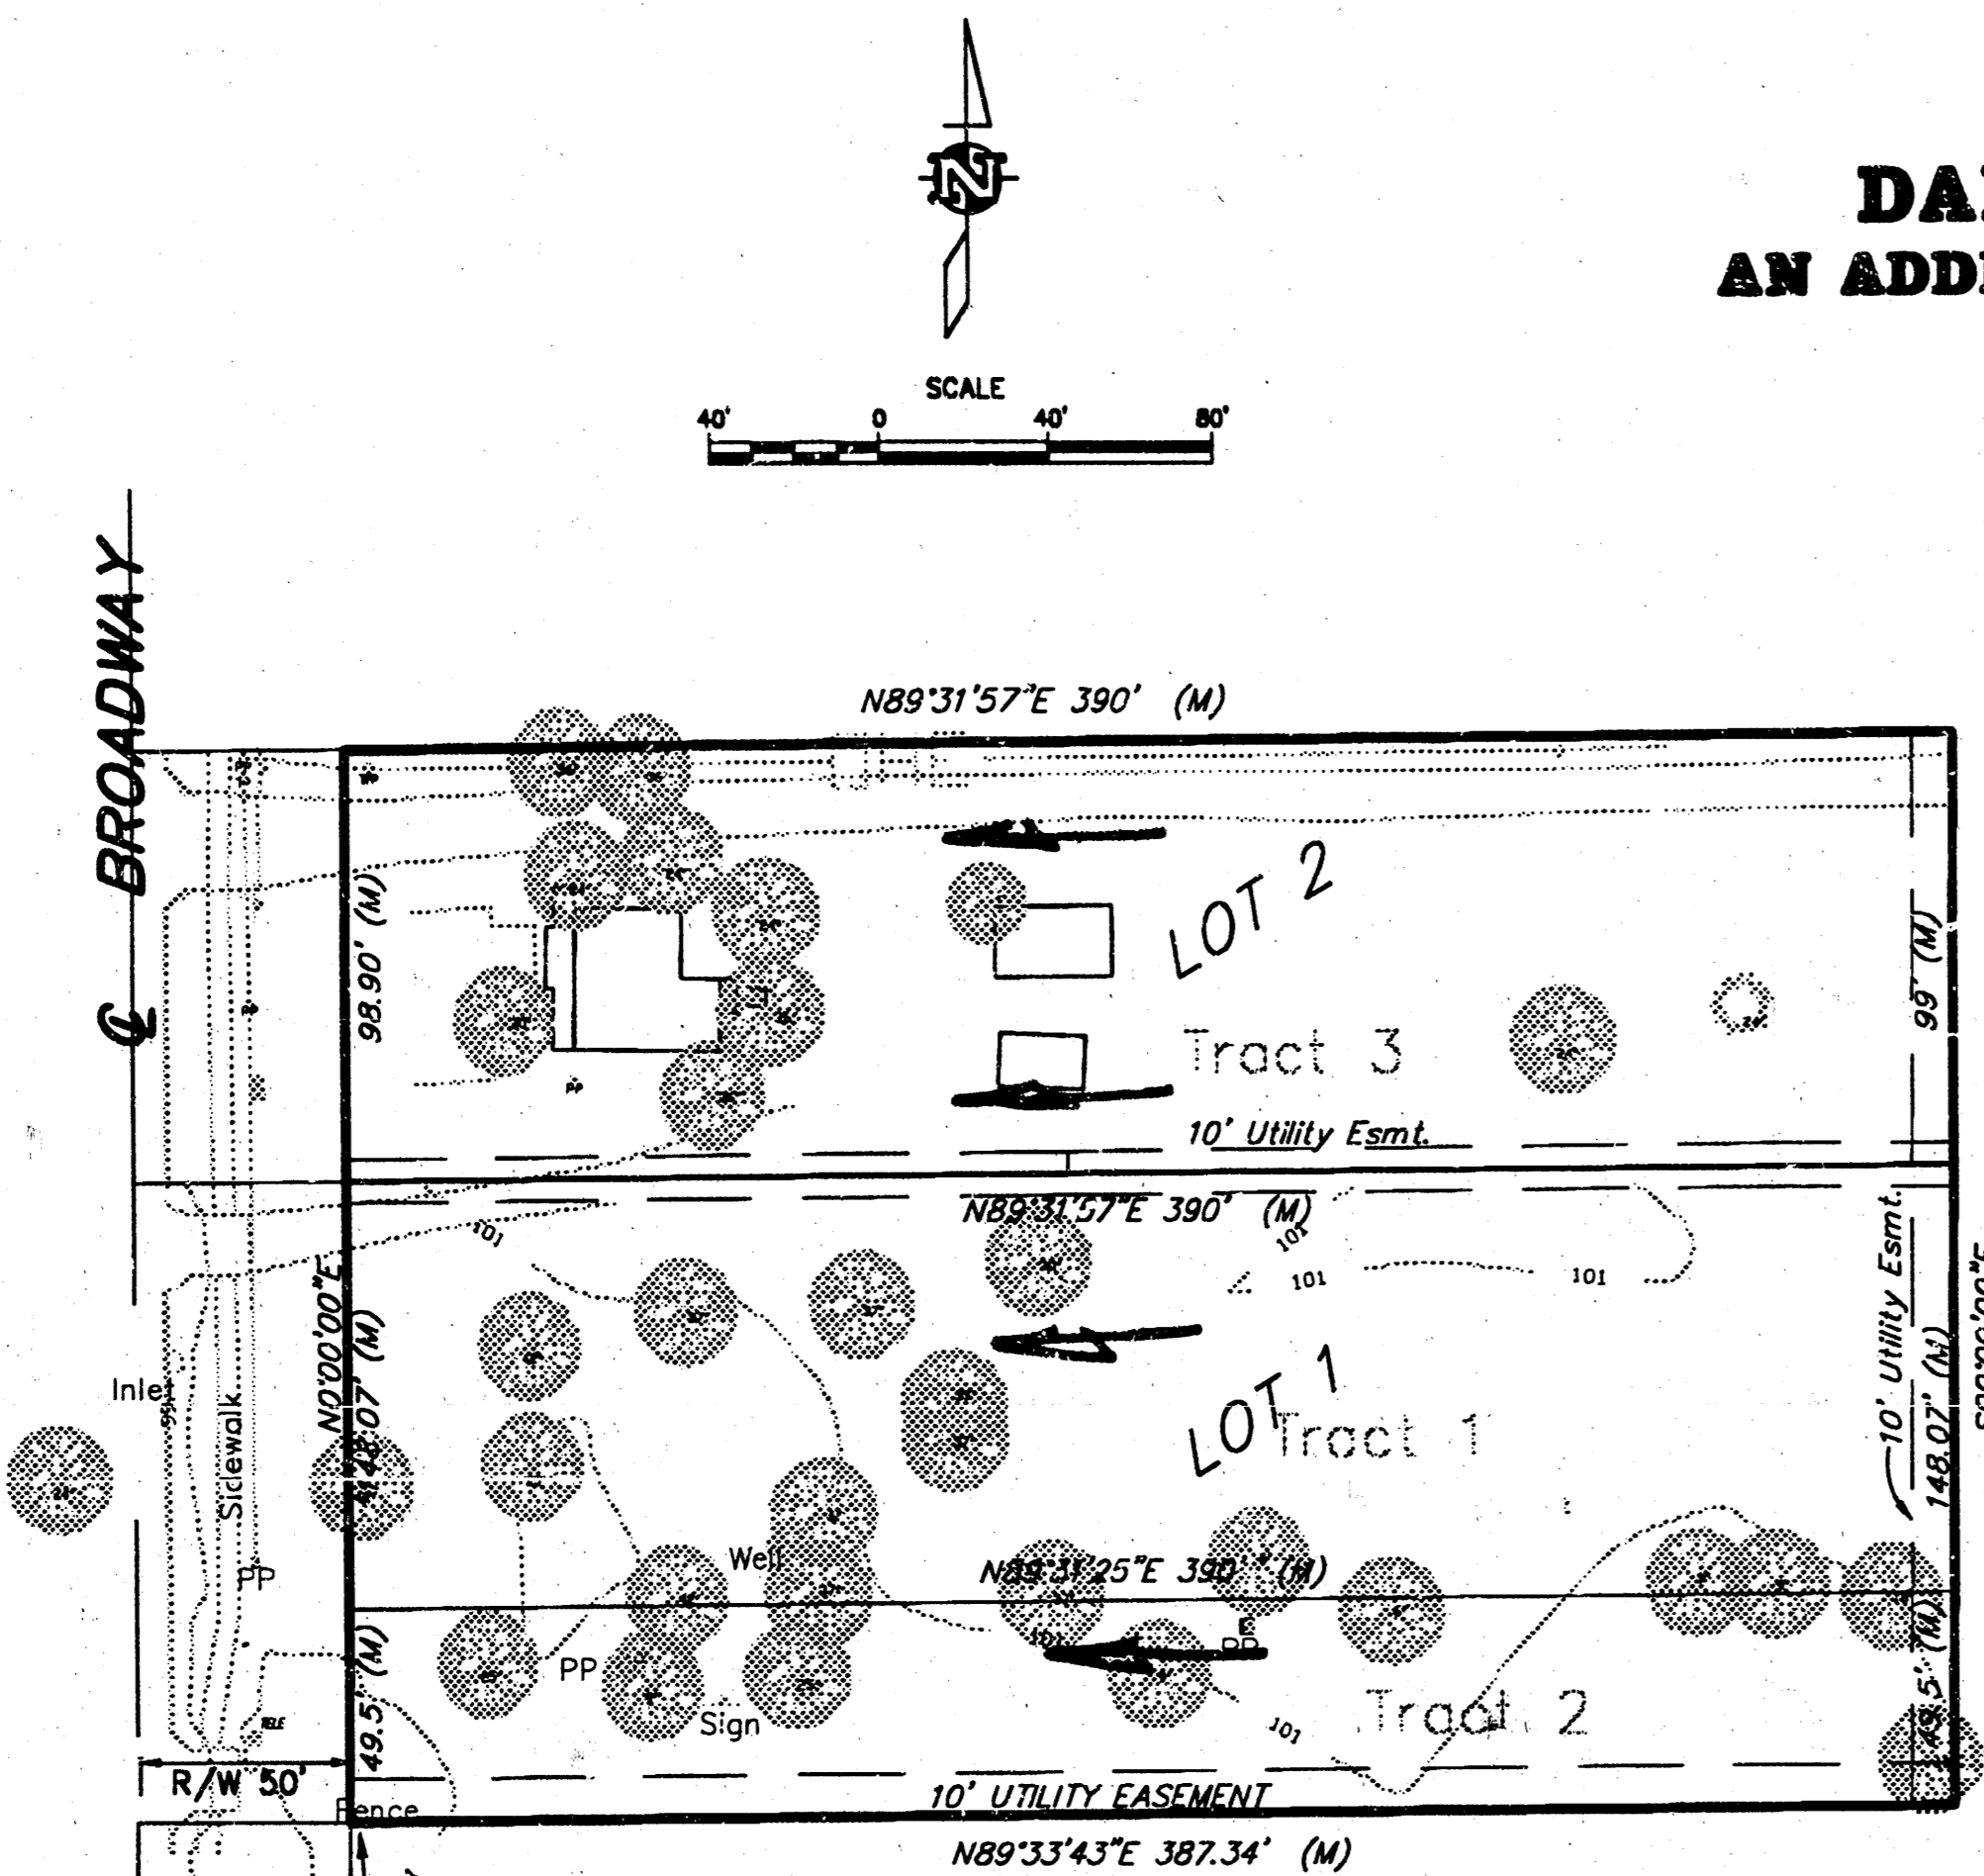 N
AN
SCALE
40' 0 40' 80'
℄ BROADWAY
N89°31'57"E 390' (M)
98.90' (M)
LOT 2
99' (M)
Tract 3
PP
10' Utility Esmt.
N89°31'57"E 390' (M)
101
101
101
101
N0°00'00"E
148.07' (M)
10' Utility Esmt.
148.07' (M)
Inlet
Sidewalk
LOT 1
Tract 1
PP
Well
N89°31'25"E 390' (M)
49.5' (M)
PP
Sign
E
PP
101
101
Tract 2
49.5' (M)
TELE
R/W 50'
Fence
10' UTILITY EASEMENT
N89°33'43"E 387.34' (M)